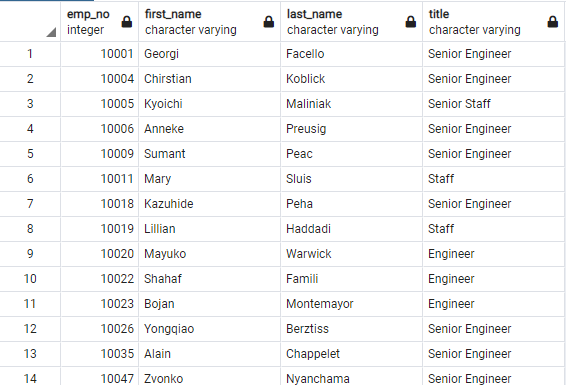 emp_no first_name last_name title
integer character varying character varying character varying
1 10001 Georgi Facello Senior Engineer
2 10004 Chirstian Koblick Senior Engineer
3 10005 Kyoichi Maliniak Senior Staff
4 10006 Anneke Preusig Senior Engineer
5 10009 Sumant Peac Senior Engineer
6 10011 Mary Sluis Staff
7 10018 Kazuhide Peha Senior Engineer
8 10019 Lillian Haddadi Staff
9 10020 Mayuko Warwick Engineer
10 10022 Shahaf Famili Engineer
11 10023 Bojan Montemayor Engineer
12 10026 Yongqiao Berztiss Senior Engineer
13 10035 Alain Chappelet Senior Engineer
14 10047 Zvonko Nyanchama Senior Engineer